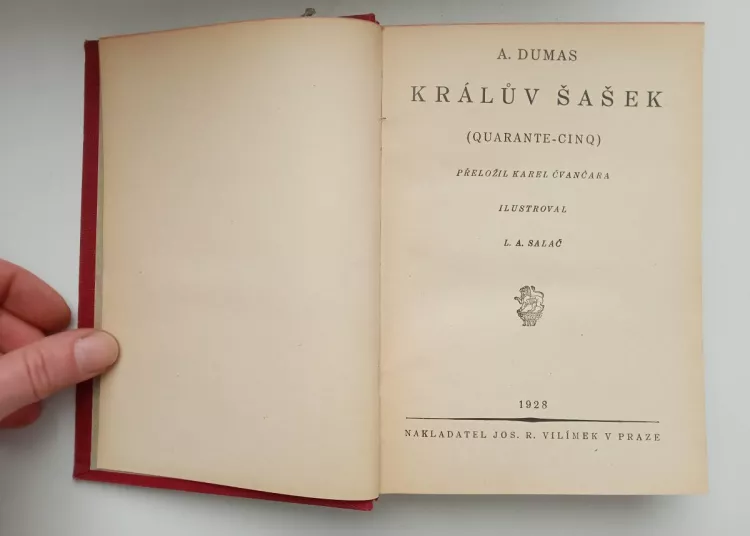 A. DUMAS
KRÁLŮV ŠAŠEK
(QUARANTE-CINQ)
PŘELOŽIL KAREL ČVANČARA
ILUSTROVAL
L. A. SALAČ
1928
NAKLADATEL JOS. R. VILÍMEK V PRAZE